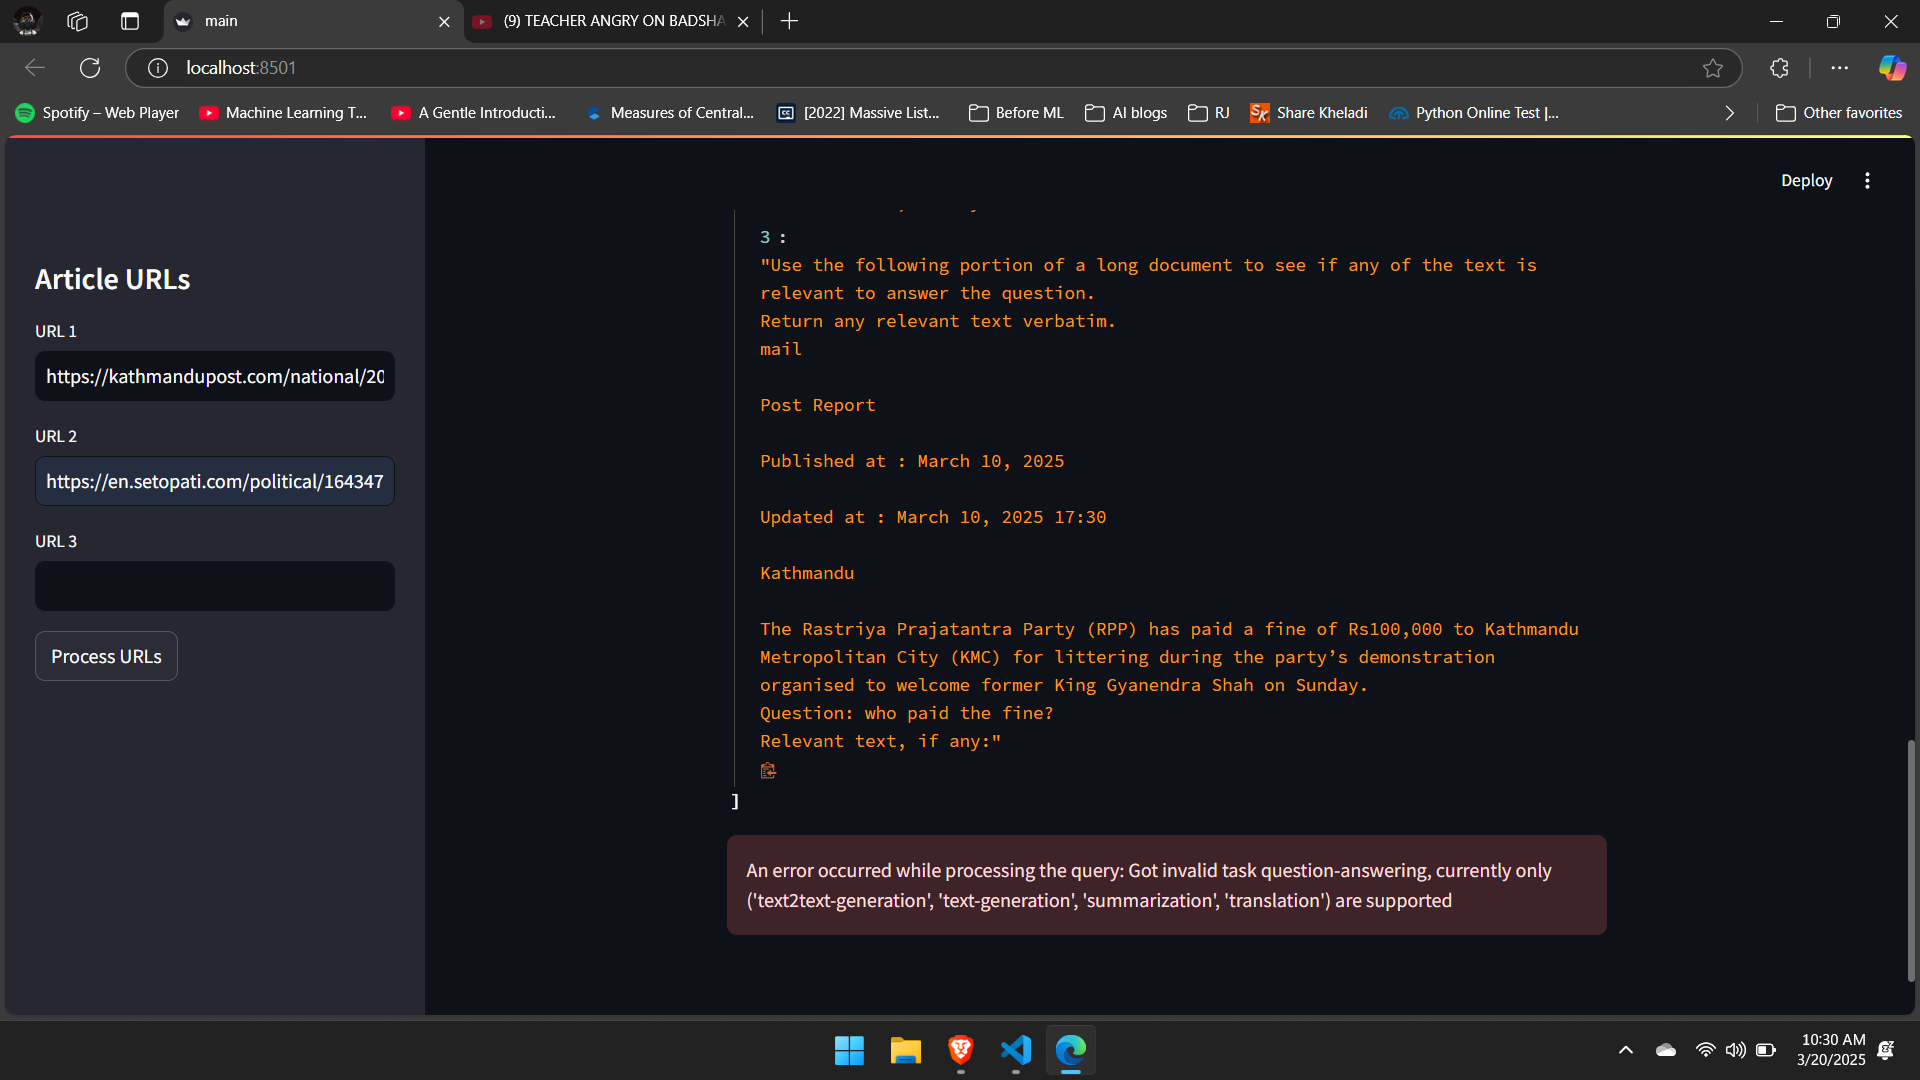 main
(9) TEACHER ANGRY ON BADSHA
localhost:8501
Spotify – Web Player
Machine Learning T...
A Gentle Introducti...
Measures of Central...
[2022] Massive List...
Before ML
AI blogs
RJ
Share Kheladi
Python Online Test |...
Other favorites
Deploy
Article URLs
URL 1
https://kathmandupost.com/national/20
URL 2
https://en.setopati.com/political/164347
URL 3
Process URLs
3 :
"Use the following portion of a long document to see if any of the text is
relevant to answer the question.
Return any relevant text verbatim.
mail
Post Report
Published at : March 10, 2025
Updated at : March 10, 2025 17:30
Kathmandu
The Rastriya Prajatantra Party (RPP) has paid a fine of Rs100,000 to Kathmandu
Metropolitan City (KMC) for littering during the party’s demonstration
organised to welcome former King Gyanendra Shah on Sunday.
Question: who paid the fine?
Relevant text, if any:"
]
An error occurred while processing the query: Got invalid task question-answering, currently only
('text2text-generation', 'text-generation', 'summarization', 'translation') are supported
10:30 AM
3/20/2025